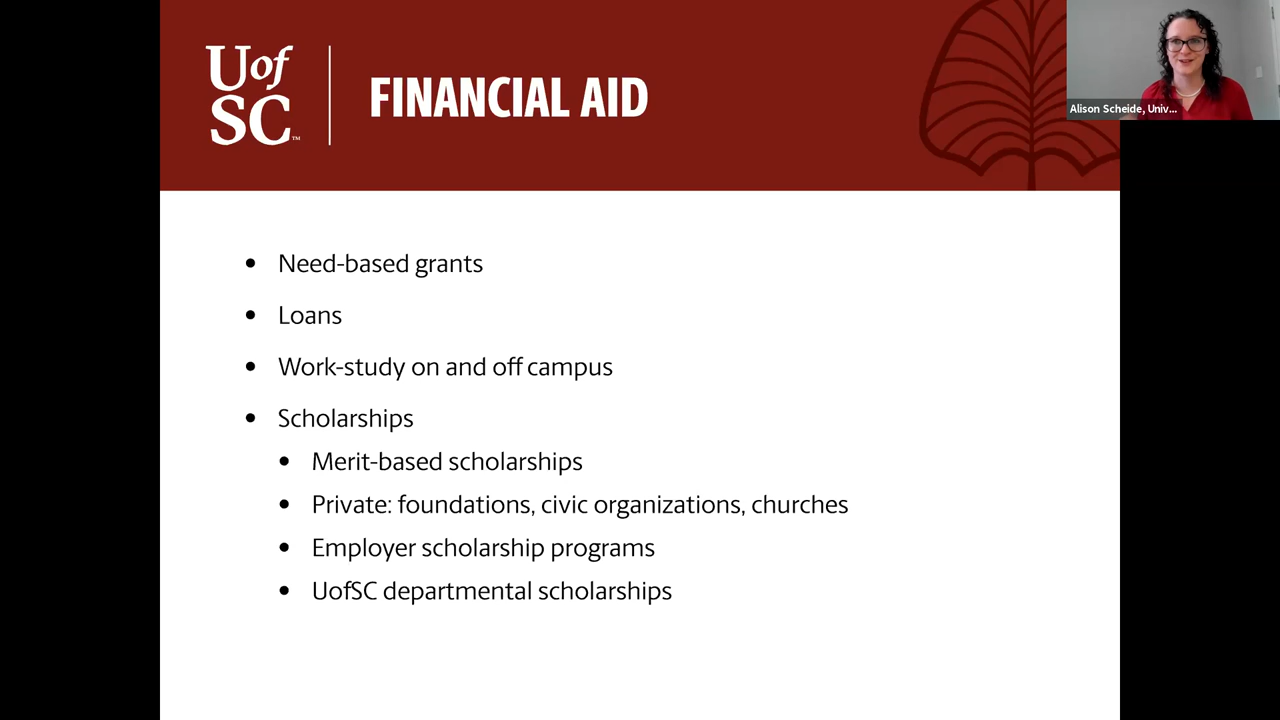 UofSC™
FINANCIAL AID
Alison Scheide, Univ...
• Need-based grants
• Loans
• Work-study on and off campus
• Scholarships
• Merit-based scholarships
• Private: foundations, civic organizations, churches
• Employer scholarship programs
• UofSC departmental scholarships